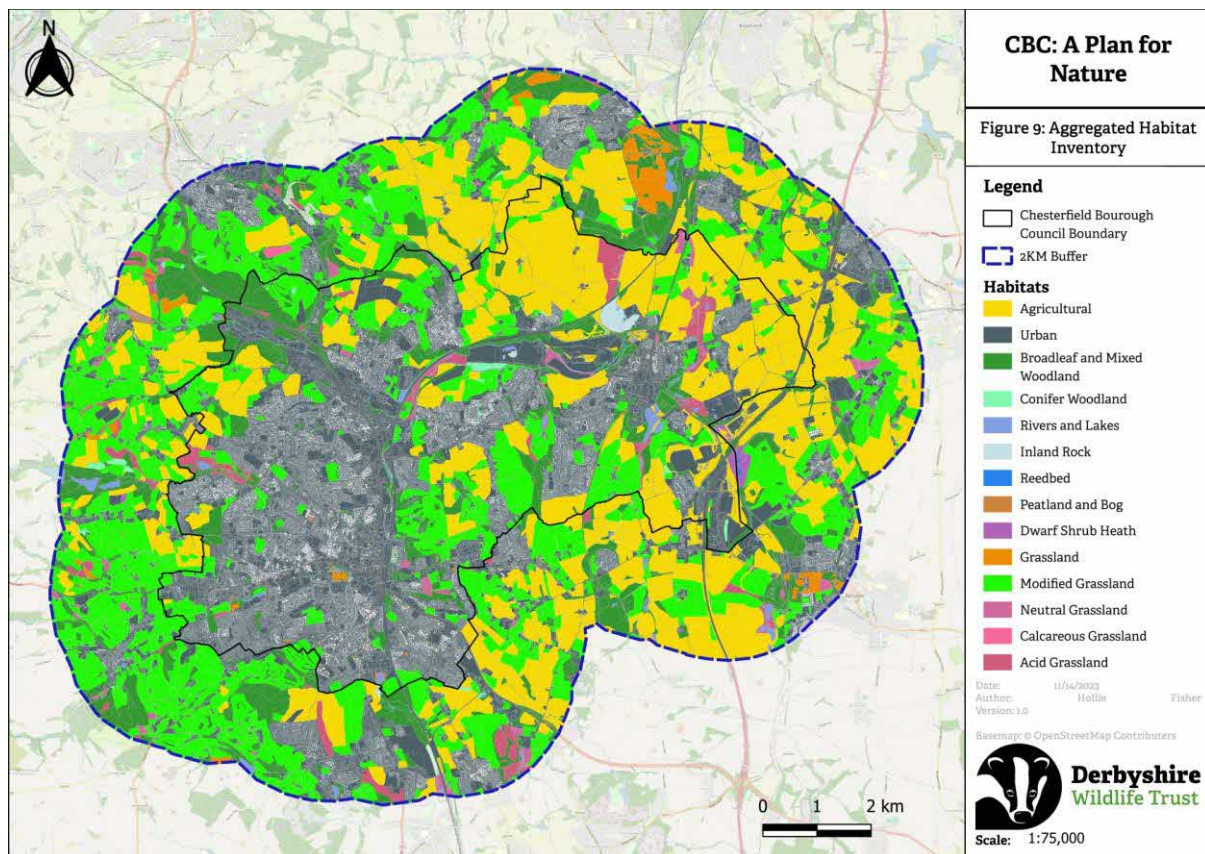 N
CBC: A Plan for
Nature
Figure 9: Aggregated Habitat
Inventory
Legend
Chesterfield Bourough
Council Boundary
2KM Buffer
Habitats
Agricultural
Urban
Broadleaf and Mixed
Woodland
Conifer Woodland
Rivers and Lakes
Inland Rock
Reedbed
Peatland and Bog
Dwarf Shrub Heath
Grassland
Modified Grassland
Neutral Grassland
Calcareous Grassland
Acid Grassland
Date: 11/14/2023
Author: Hollie Fisher
Version: 1.0
Basemap: © OpenStreetMap Contributers
Derbyshire
Wildlife Trust
Scale: 1:75,000
0 1 2 km